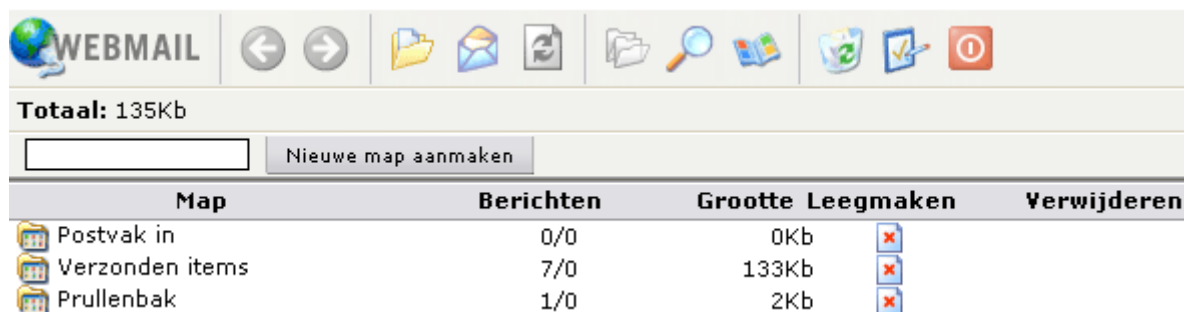 WEBMAIL
Totaal: 135Kb
Nieuwe map aanmaken
Map Berichten Grootte Leegmaken Verwijderen
Postvak in 0/0 0Kb
Verzonden items 7/0 133Kb
Prullenbak 1/0 2Kb